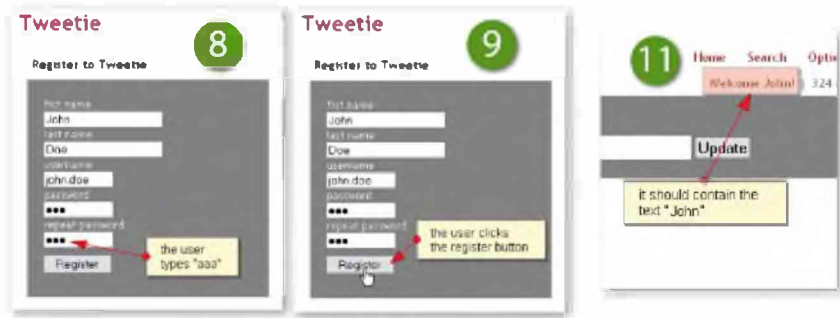 Tweetie
8
Register to Tweetie
first name
John
last name
Doe
username
john.doe
password
repeat password
Register
the user
types "aaa"
Tweetie
9
Register to Tweetie
first name
John
last name
Doe
username
john.doe
password
repeat password
Register
the user clicks
the register button
11
Home Search Optio
Welcome John! 324
Update
it should contain the
text "John"